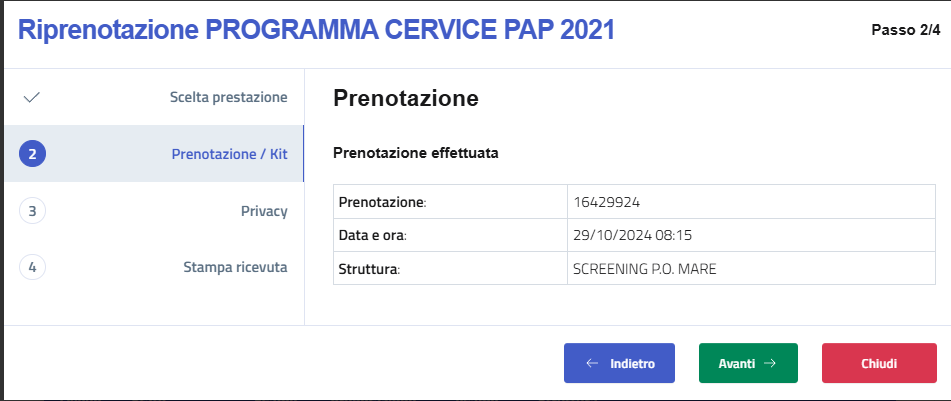 Riprenotazione PROGRAMMA CERVICE PAP 2021
Passo 2/4
Scelta prestazione
2 Prenotazione / Kit
3 Privacy
4 Stampa ricevuta
Prenotazione
Prenotazione effettuata
Prenotazione: 16429924
Data e ora: 29/10/2024 08:15
Struttura: SCREENING P.O. MARE
← Indietro
Avanti →
Chiudi